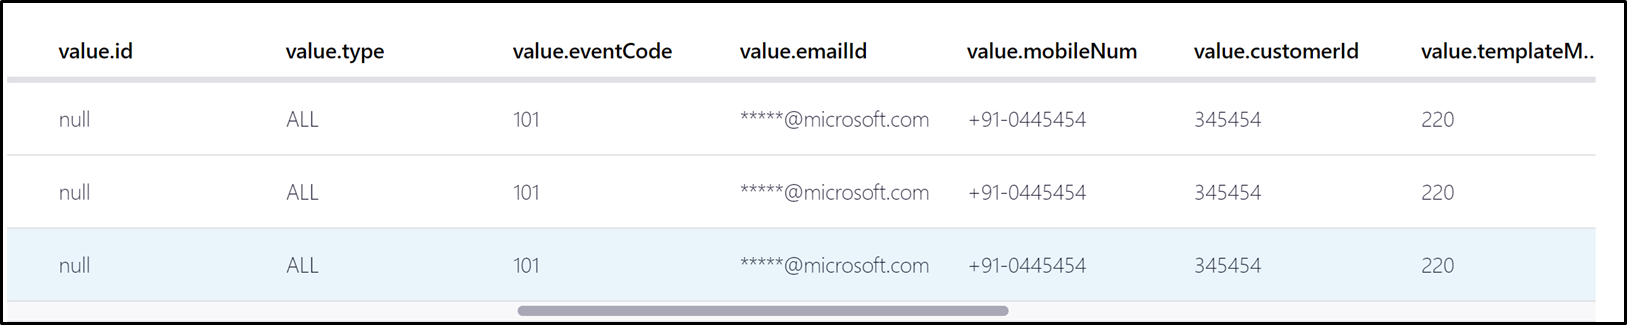 value.id value.type value.eventCode value.emailId value.mobileNum value.customerId value.templateM...
null ALL 101 *****@microsoft.com +91-0445454 345454 220
null ALL 101 *****@microsoft.com +91-0445454 345454 220
null ALL 101 *****@microsoft.com +91-0445454 345454 220